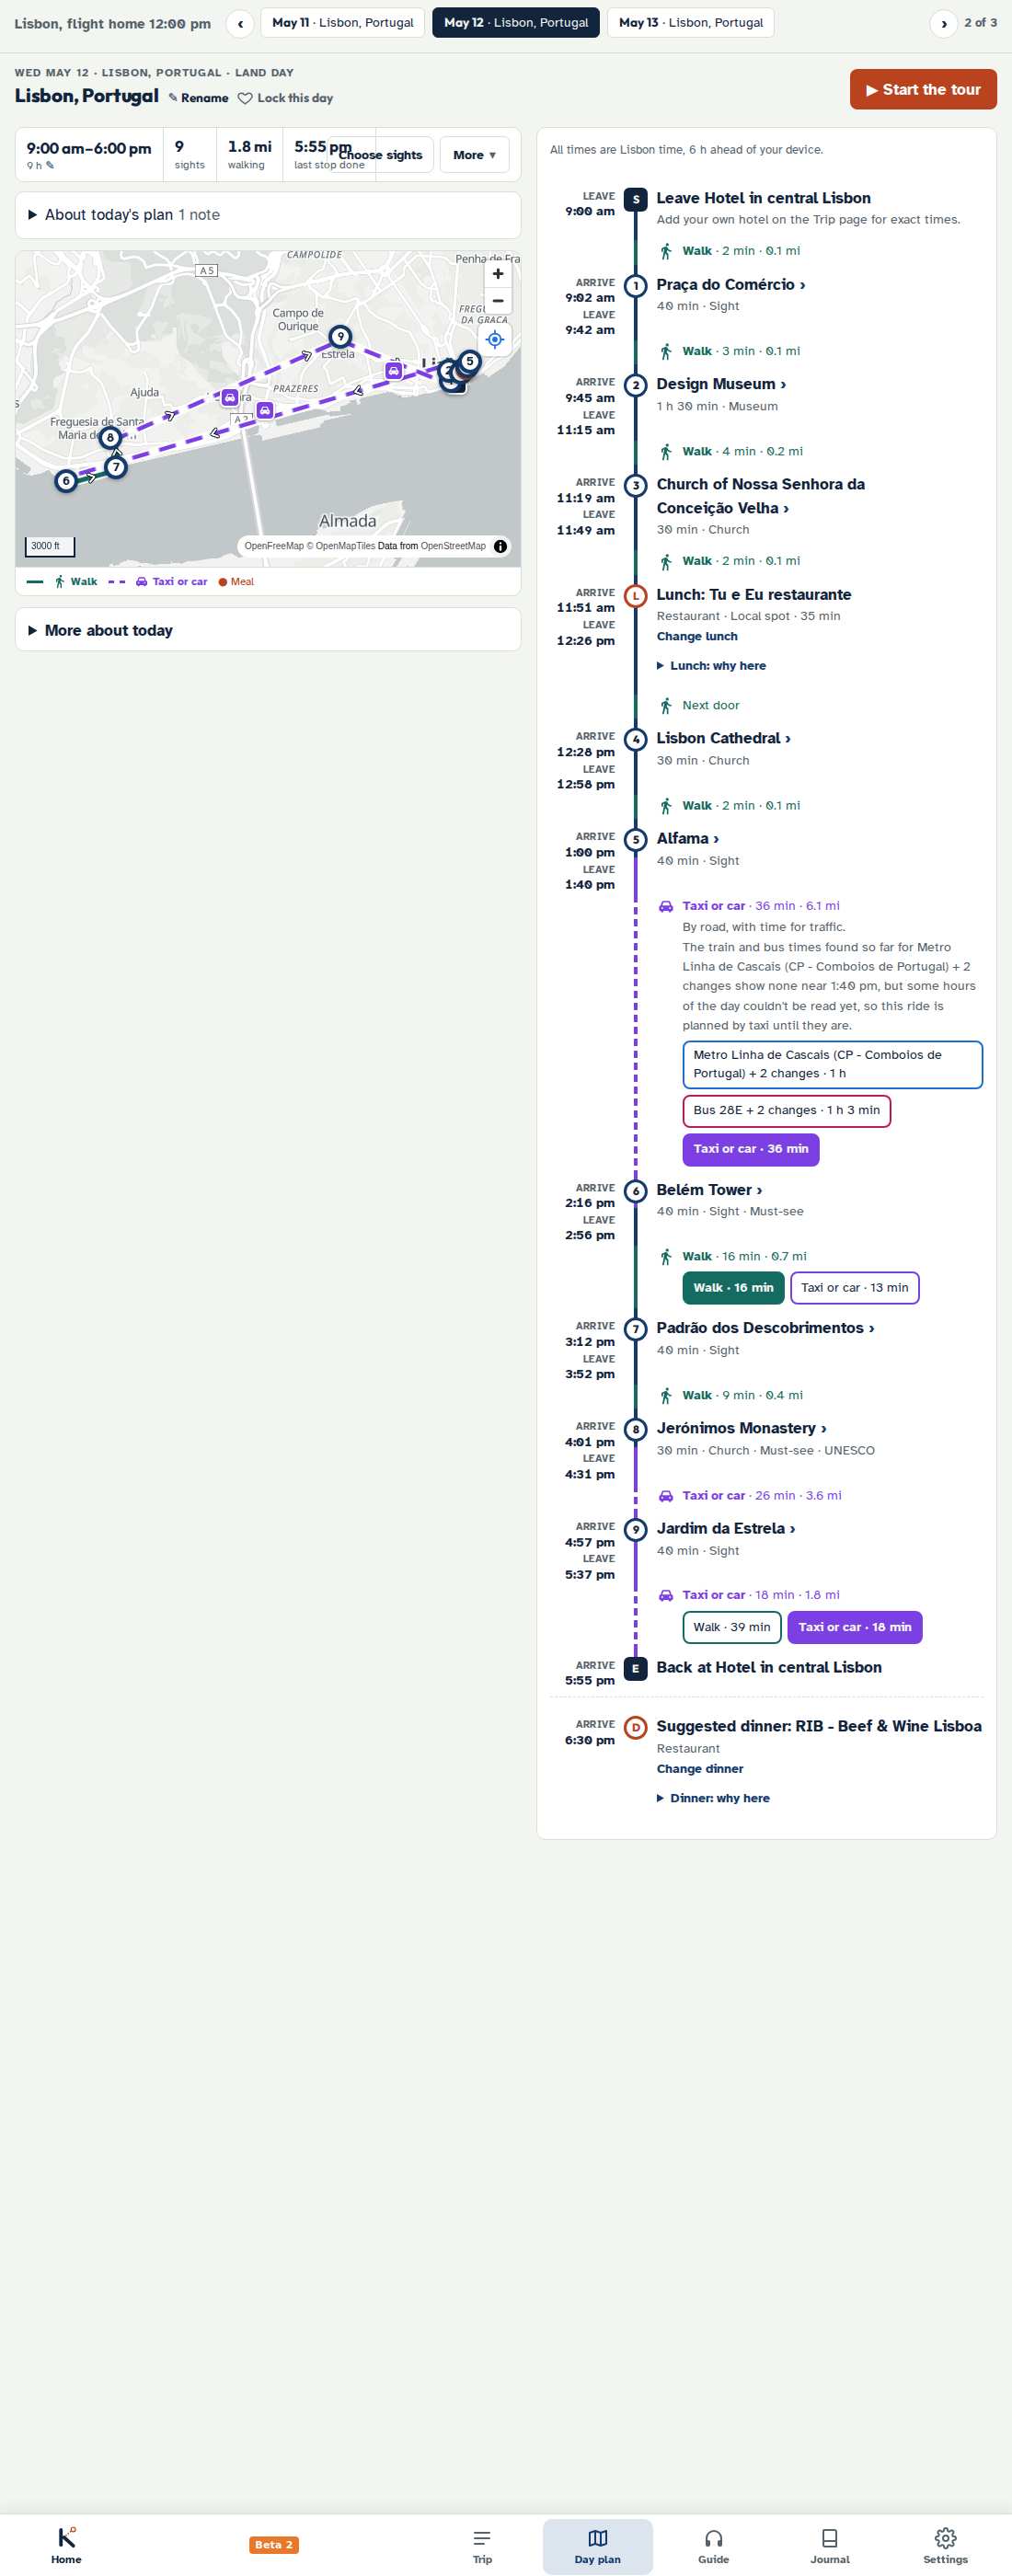 Lisbon, flight home 12:00 pm
‹
May 11 · Lisbon, Portugal
May 12 · Lisbon, Portugal
May 13 · Lisbon, Portugal
›
2 of 3
WED MAY 12 · LISBON, PORTUGAL · LAND DAY
Lisbon, Portugal
✎ Rename
Lock this day
▶ Start the tour
9:00 am–6:00 pm
9 h ✎
9
sights
1.8 mi
walking
5:55 pm
last stop done
Choose sights
More ▾
▶ About today's plan 1 note
CAMPOLIDE
Penha de Fra
A 5
Campo de
Ourique
DA GRAÇA
Estrela
PRAZERES
Ajuda
Freguesia de Santa
Almada
+
−
9
5
8
7
6
3000 ft
OpenFreeMap © OpenMapTiles Data from OpenStreetMap
Walk
Taxi or car
Meal
▶ More about today
All times are Lisbon time, 6 h ahead of your device.
LEAVE
9:00 am
S
Leave Hotel in central Lisbon
Add your own hotel on the Trip page for exact times.
Walk · 2 min · 0.1 mi
ARRIVE
9:02 am
LEAVE
9:42 am
1
Praça do Comércio ›
40 min · Sight
Walk · 3 min · 0.1 mi
ARRIVE
9:45 am
LEAVE
11:15 am
2
Design Museum ›
1 h 30 min · Museum
Walk · 4 min · 0.2 mi
ARRIVE
11:19 am
LEAVE
11:49 am
3
Church of Nossa Senhora da
Conceição Velha ›
30 min · Church
Walk · 2 min · 0.1 mi
ARRIVE
11:51 am
LEAVE
12:26 pm
L
Lunch: Tu e Eu restaurante
Restaurant · Local spot · 35 min
Change lunch
▶ Lunch: why here
Next door
ARRIVE
12:28 pm
LEAVE
12:58 pm
4
Lisbon Cathedral ›
30 min · Church
Walk · 2 min · 0.1 mi
ARRIVE
1:00 pm
LEAVE
1:40 pm
5
Alfama ›
40 min · Sight
Taxi or car · 36 min · 6.1 mi
By road, with time for traffic.
The train and bus times found so far for Metro
Linha de Cascais (CP - Comboios de Portugal) + 2
changes show none near 1:40 pm, but some hours
of the day couldn't be read yet, so this ride is
planned by taxi until they are.
Metro Linha de Cascais (CP - Comboios de
Portugal) + 2 changes · 1 h
Bus 28E + 2 changes · 1 h 3 min
Taxi or car · 36 min
ARRIVE
2:16 pm
LEAVE
2:56 pm
6
Belém Tower ›
40 min · Sight · Must-see
Walk · 16 min · 0.7 mi
Walk · 16 min
Taxi or car · 13 min
ARRIVE
3:12 pm
LEAVE
3:52 pm
7
Padrão dos Descobrimentos ›
40 min · Sight
Walk · 9 min · 0.4 mi
ARRIVE
4:01 pm
LEAVE
4:31 pm
8
Jerónimos Monastery ›
30 min · Church · Must-see · UNESCO
Taxi or car · 26 min · 3.6 mi
ARRIVE
4:57 pm
LEAVE
5:37 pm
9
Jardim da Estrela ›
40 min · Sight
Taxi or car · 18 min · 1.8 mi
Walk · 39 min
Taxi or car · 18 min
ARRIVE
5:55 pm
E
Back at Hotel in central Lisbon
ARRIVE
6:30 pm
D
Suggested dinner: RIB - Beef & Wine Lisboa
Restaurant
Change dinner
▶ Dinner: why here
Home
Beta 2
Trip
Day plan
Guide
Journal
Settings